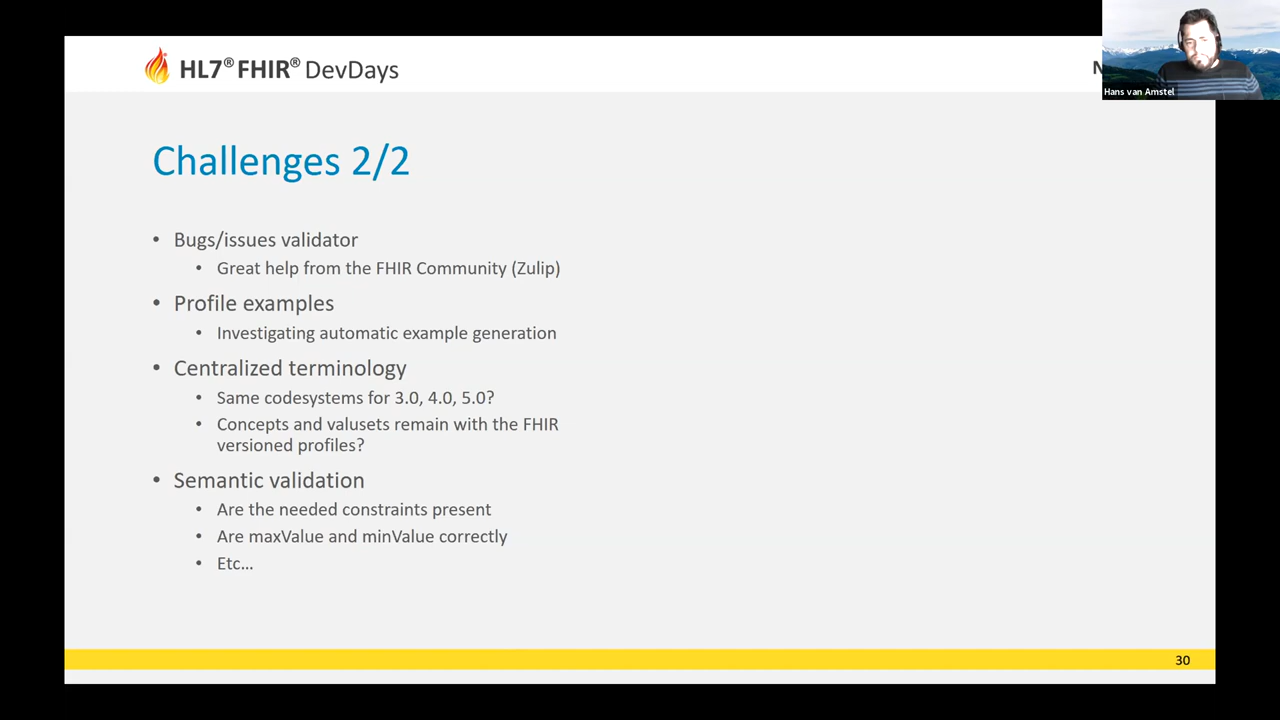 HL7® FHIR® DevDays
Hans van Amstel
Challenges 2/2
• Bugs/issues validator
• Great help from the FHIR Community (Zulip)
• Profile examples
• Investigating automatic example generation
• Centralized terminology
• Same codesystems for 3.0, 4.0, 5.0?
• Concepts and valusets remain with the FHIR
versioned profiles?
• Semantic validation
• Are the needed constraints present
• Are maxValue and minValue correctly
• Etc...
30